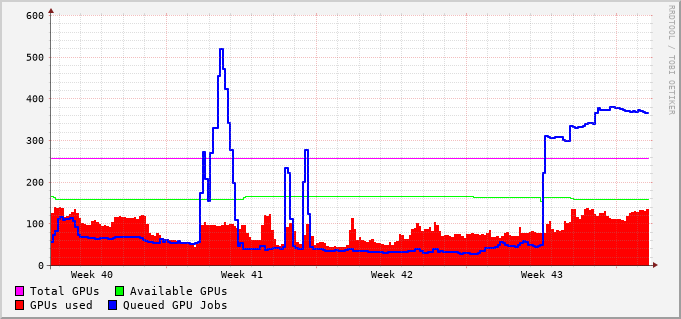 600
500
400
300
200
100
0
Week 40 Week 41 Week 42 Week 43
Total GPUs Available GPUs
GPUs used Queued GPU Jobs
RRDTOOL / TOBI OETIKER